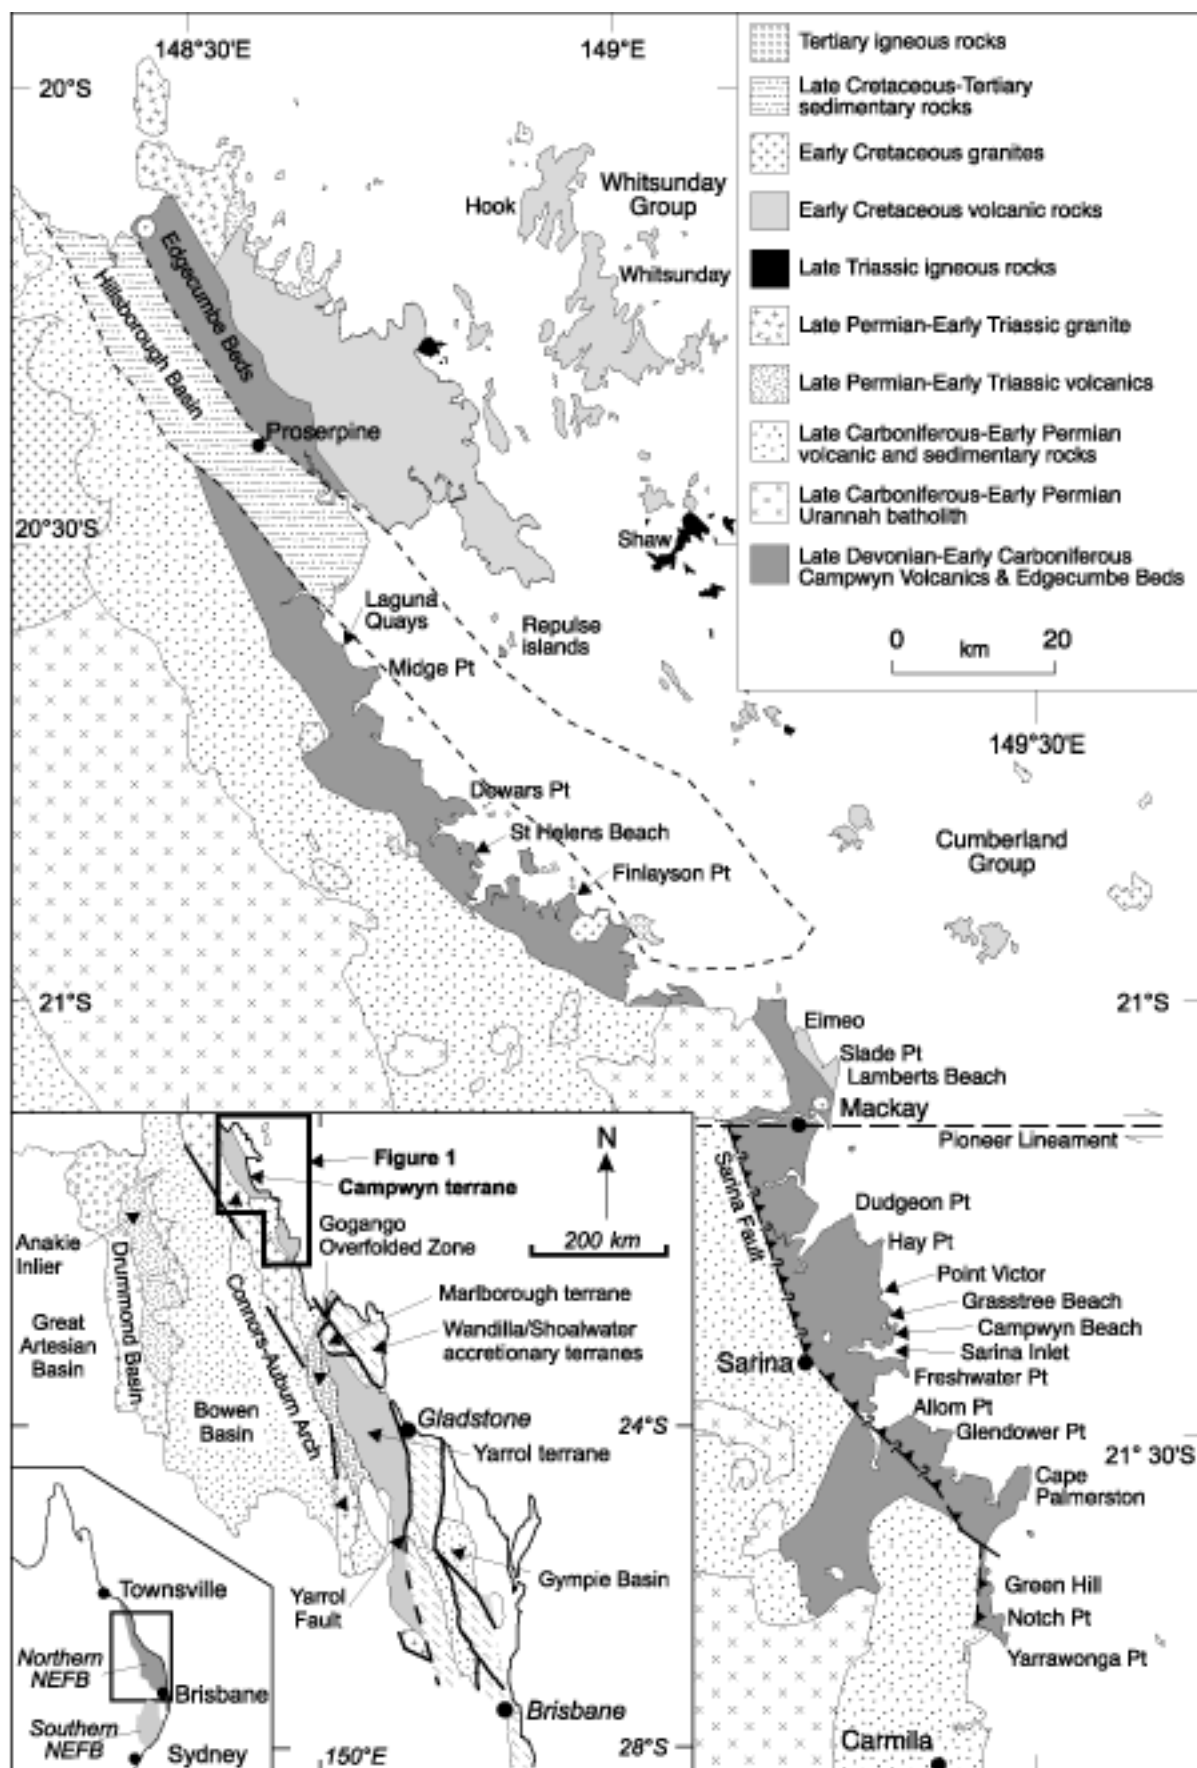 148°30'E
149°E
20°S
Tertiary igneous rocks
Late Cretaceous-Tertiary
sedimentary rocks
Early Cretaceous granites
Early Cretaceous volcanic rocks
Late Triassic igneous rocks
Late Permian-Early Triassic granite
Late Permian-Early Triassic volcanics
Late Carboniferous-Early Permian
volcanic and sedimentary rocks
Late Carboniferous-Early Permian
Urannah batholith
Late Devonian-Early Carboniferous
Campwyn Volcanics & Edgecumbe Beds
0 20
km
Hook
Whitsunday
Group
Whitsunday
Edgecumbe Beds
Hillsborough Basin
Proserpine
20°30'S
Shaw
Laguna
Quays
Repulse
islands
Midge Pt
149°30'E
Dewars Pt
St Helens Beach
Finlayson Pt
Cumberland
Group
21°S
21°S
Eimeo
Slade Pt
Lamberts Beach
Mackay
Pioneer Lineament
Sarina Fault
? ? ? ? ?
Dudgeon Pt
Hay Pt
Point Victor
Grasstree Beach
Campwyn Beach
Sarina Inlet
Sarina
Freshwater Pt
Allom Pt
Glendower Pt
21°30'S
Cape
Palmerston
Green Hill
Notch Pt
Yarrawonga Pt
Carmilla
N
200 km
Figure 1
Campwyn terrane
Gogango
Overfolded Zone
Anakie
Inlier
Drummond Basin
Great
Artesian
Basin
Connors-Auburn Arch
Marlborough terrane
Wandilla/Shoalwater
accretionary terranes
Bowen
Basin
Gladstone
24°S
Yarrol terrane
Yarrol
Fault
Gympie Basin
Brisbane
28°S
150°E
Townsville
Northern
NEFB
Brisbane
Southern
NEFB
Sydney